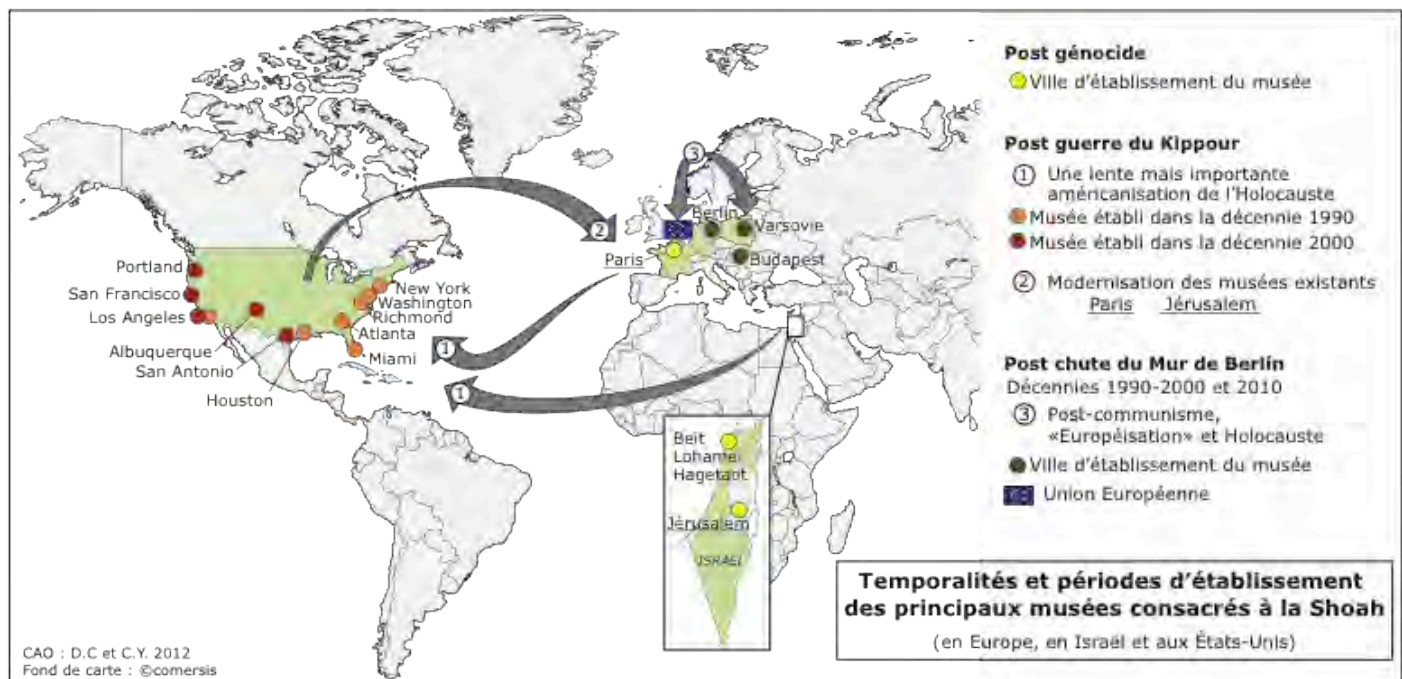 Post génocide
Ville d'établissement du musée
Post guerre du Kippour
1 Une lente mais importante
américanisation de l'Holocauste
Musée établi dans la décennie 1990
Musée établi dans la décennie 2000
2 Modernisation des musées existants
Paris Jérusalem
Post chute du Mur de Berlin
Décennies 1990-2000 et 2010
3 Post-communisme,
«Européisation» et Holocauste
Ville d'établissement du musée
Union Européenne
3
2
1
1
Berlin
Varsovie
Paris
Budapest
Portland
San Francisco
Los Angeles
Albuquerque
San Antonio
Houston
New York
Washington
Richmond
Atlanta
Miami
Beit
Lohamei
Hagetaot
Jérusalem
ISRAËL
Temporalités et périodes d'établissement
des principaux musées consacrés à la Shoah
(en Europe, en Israël et aux États-Unis)
CAO : D.C et C.Y. 2012
Fond de carte : ©comersis